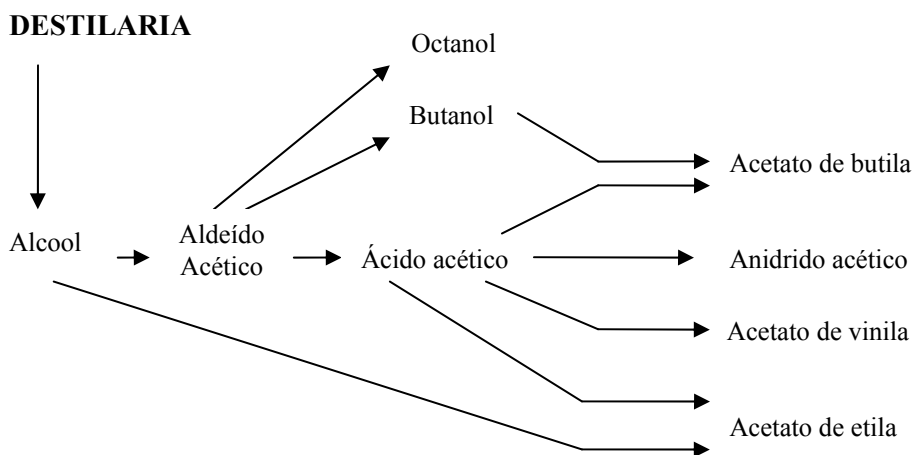 DESTILARIA
Octanol
Butanol
Acetato de butila
Alcool
Aldeído
Acético
Ácido acético
Anidrido acético
Acetato de vinila
Acetato de etila